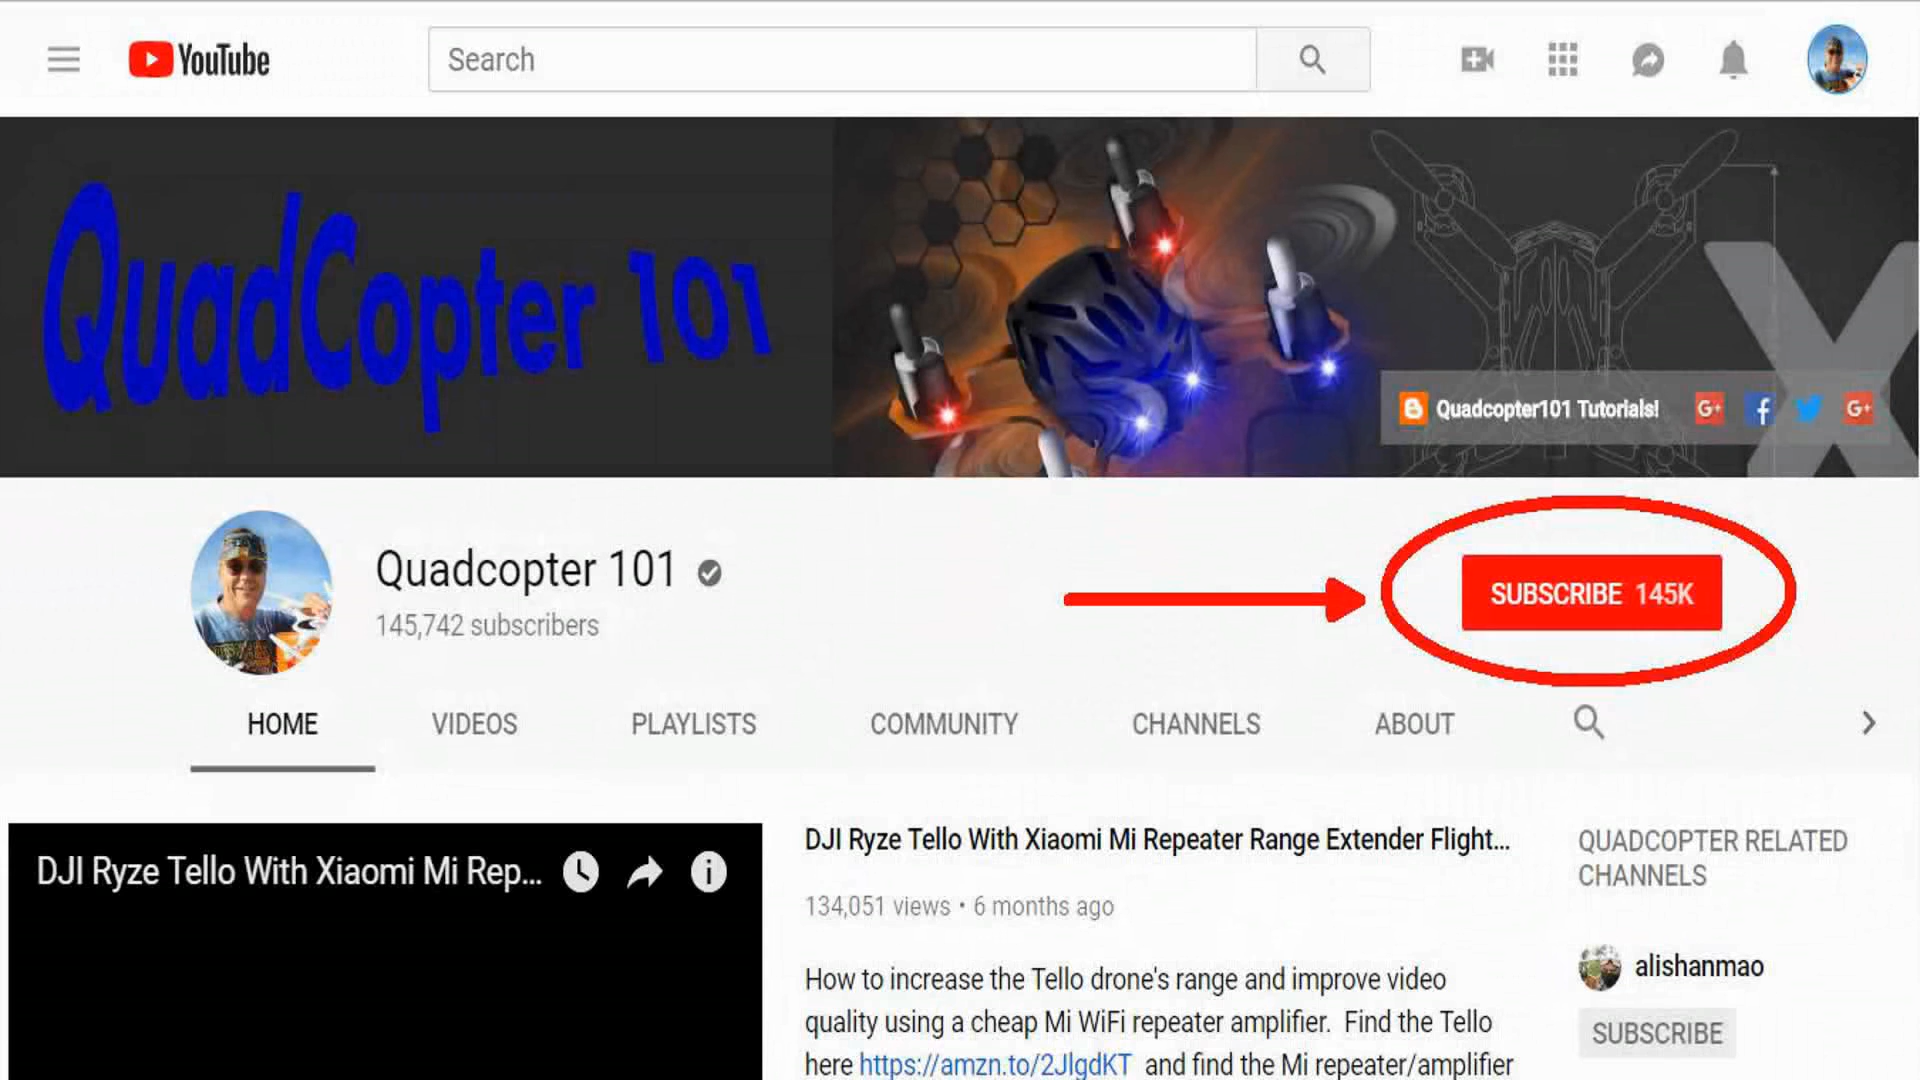 YouTube
Search
QuadCopter 101
Quadcopter101 Tutorials!
Quadcopter 101
145,742 subscribers
SUBSCRIBE 145K
HOME VIDEOS PLAYLISTS COMMUNITY CHANNELS ABOUT
DJI Ryze Tello With Xiaomi Mi Rep...
DJI Ryze Tello With Xiaomi Mi Repeater Range Extender Flight...
134,051 views • 6 months ago
How to increase the Tello drone's range and improve video
quality using a cheap Mi WiFi repeater amplifier. Find the Tello
here https://amzn.to/2JlgdKT and find the Mi repeater/amplifier
QUADCOPTER RELATED
CHANNELS
alishanmao
SUBSCRIBE